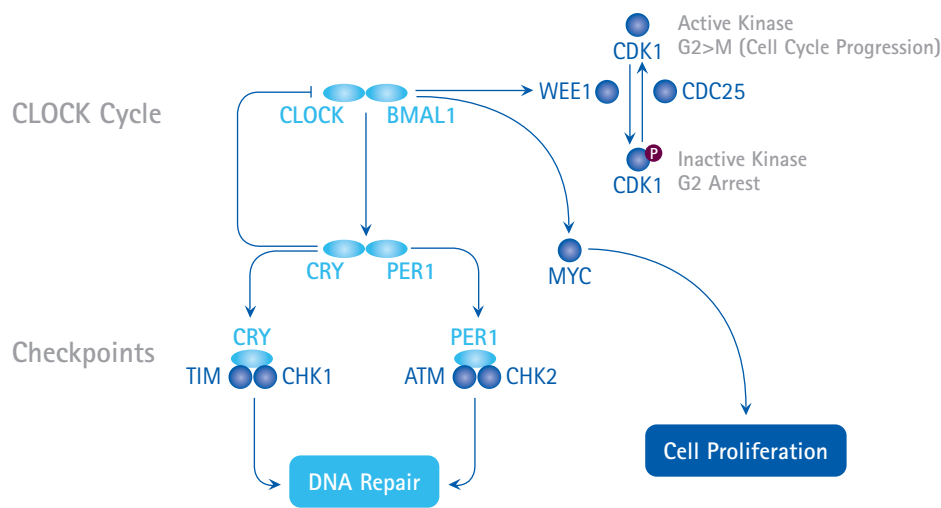 Active Kinase
CDK1 G2>M (Cell Cycle Progression)
CLOCK Cycle
CLOCK BMAL1
WEE1 CDC25
P
CDK1
Inactive Kinase
G2 Arrest
CRY PER1
MYC
Checkpoints
CRY
TIM CHK1
PER1
ATM CHK2
Cell Proliferation
DNA Repair